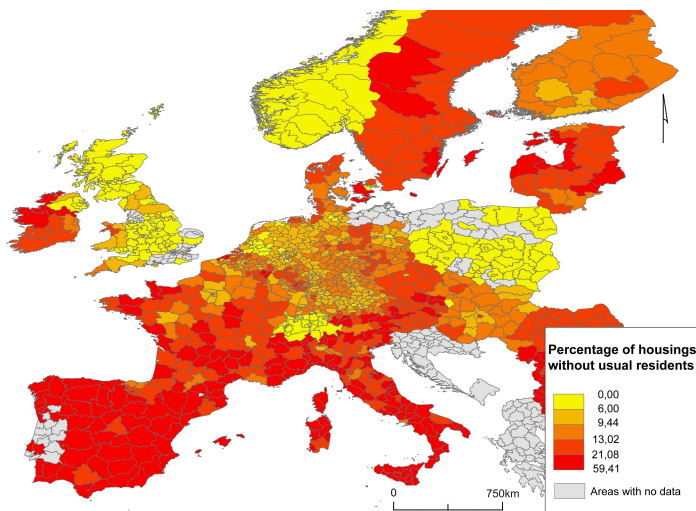 Percentage of housings
without usual residents
0,00
6,00
9,44
13,02
21,08
59,41
Areas with no data
0 750km